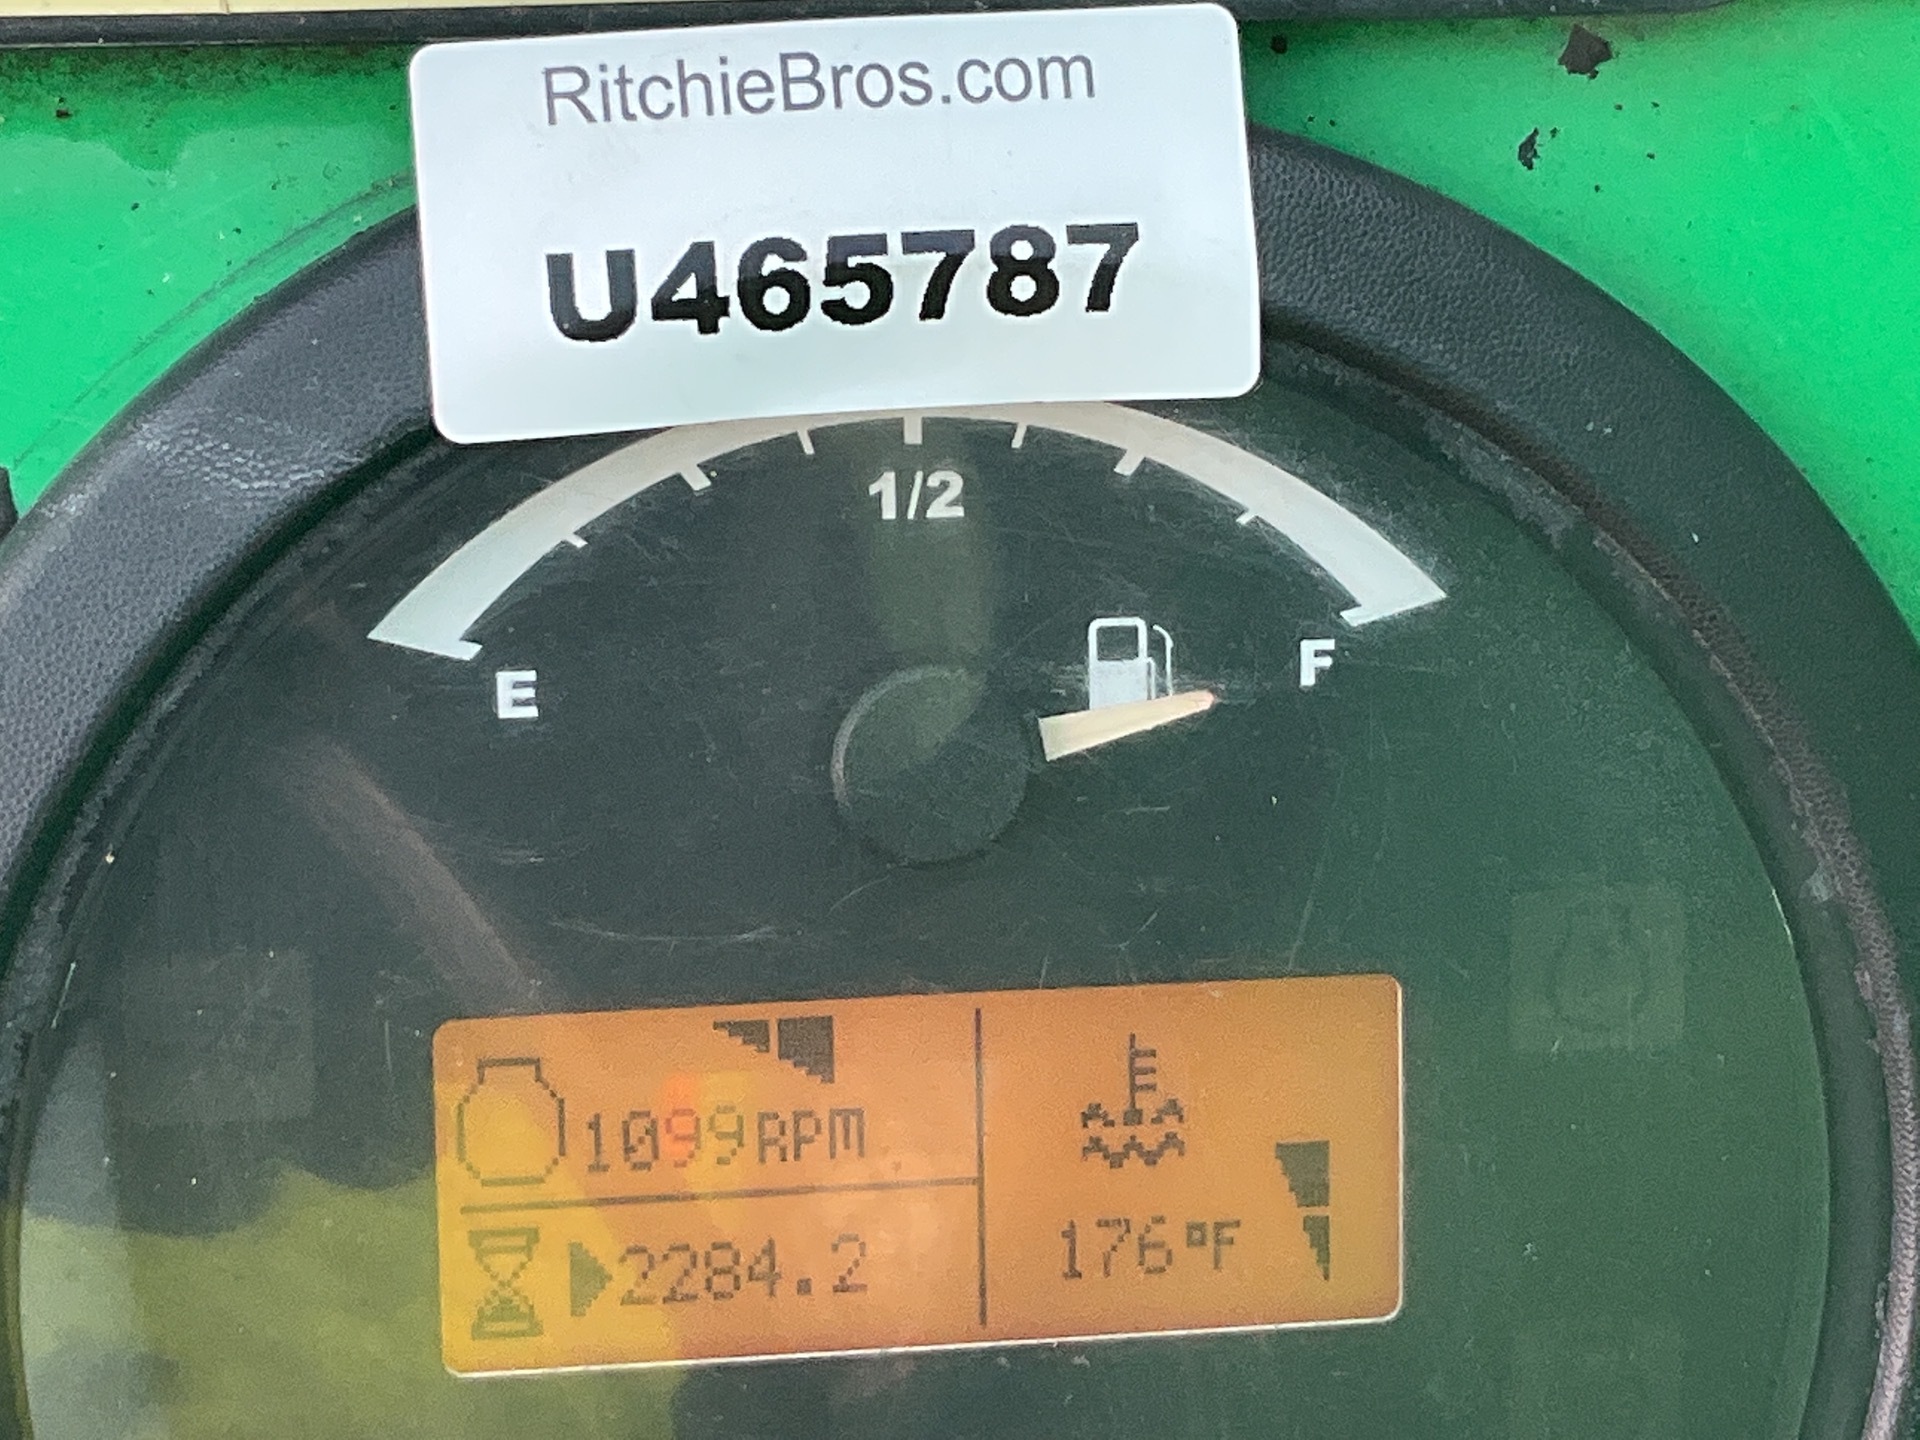 RitchieBros.com
U465787
1/2
E
F
1099RPM
2284.2
176°F